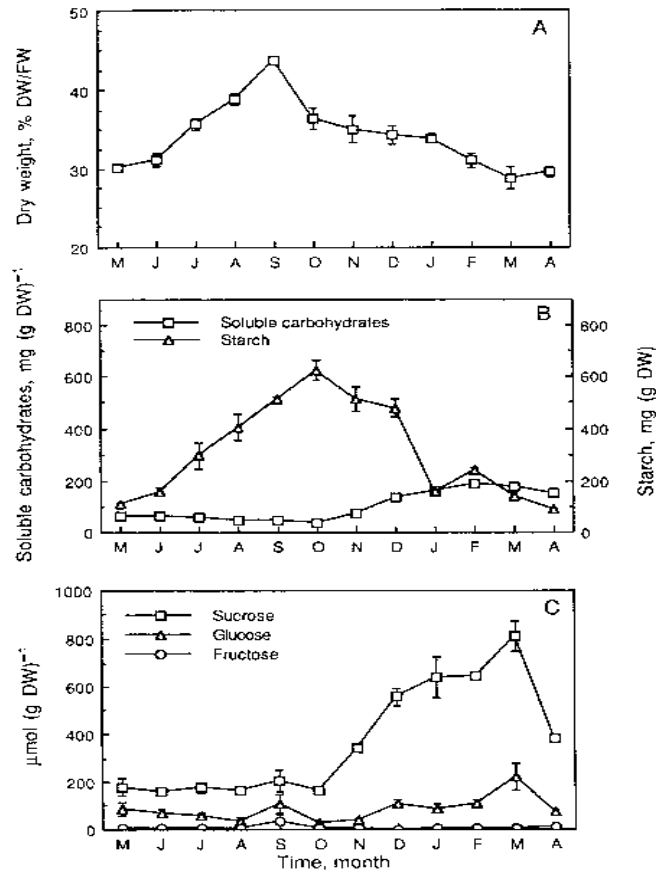 A
50
40
30
20
Dry weight, % DW/FW
M J J A S O N D J F M A
B
Soluble carbohydrates
Starch
800
600
400
200
0
Soluble carbohydrates, mg (g DW)⁻¹
800
600
400
200
0
Starch, mg (g DW)
M J J A S O N D J F M A
C
Sucrose
Glucose
Fructose
1000
800
600
400
200
0
µmol (g DW)⁻¹
M J J A S O N D J F M A
Time, month